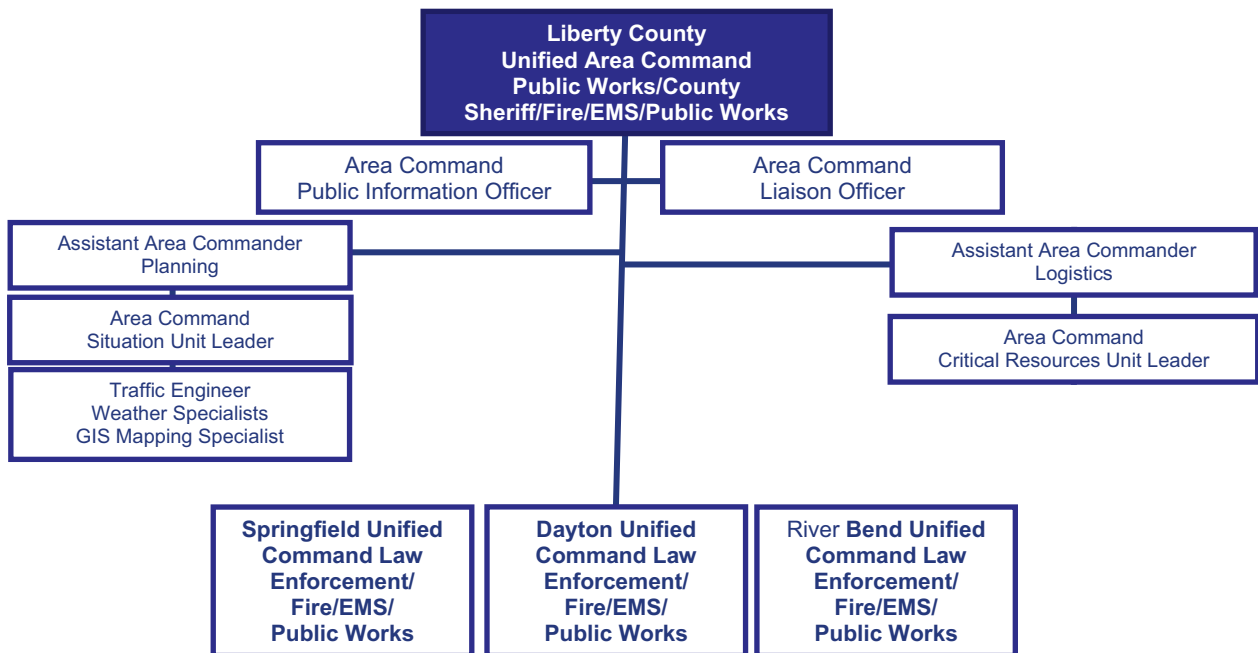 Liberty County
Unified Area Command
Public Works/County
Sheriff/Fire/EMS/Public Works
Area Command
Public Information Officer
Area Command
Liaison Officer
Assistant Area Commander
Planning
Assistant Area Commander
Logistics
Area Command
Situation Unit Leader
Area Command
Critical Resources Unit Leader
Traffic Engineer
Weather Specialists
GIS Mapping Specialist
Springfield Unified
Command Law
Enforcement/
Fire/EMS/
Public Works
Dayton Unified
Command Law
Enforcement/
Fire/EMS/
Public Works
River Bend Unified
Command Law
Enforcement/
Fire/EMS/
Public Works